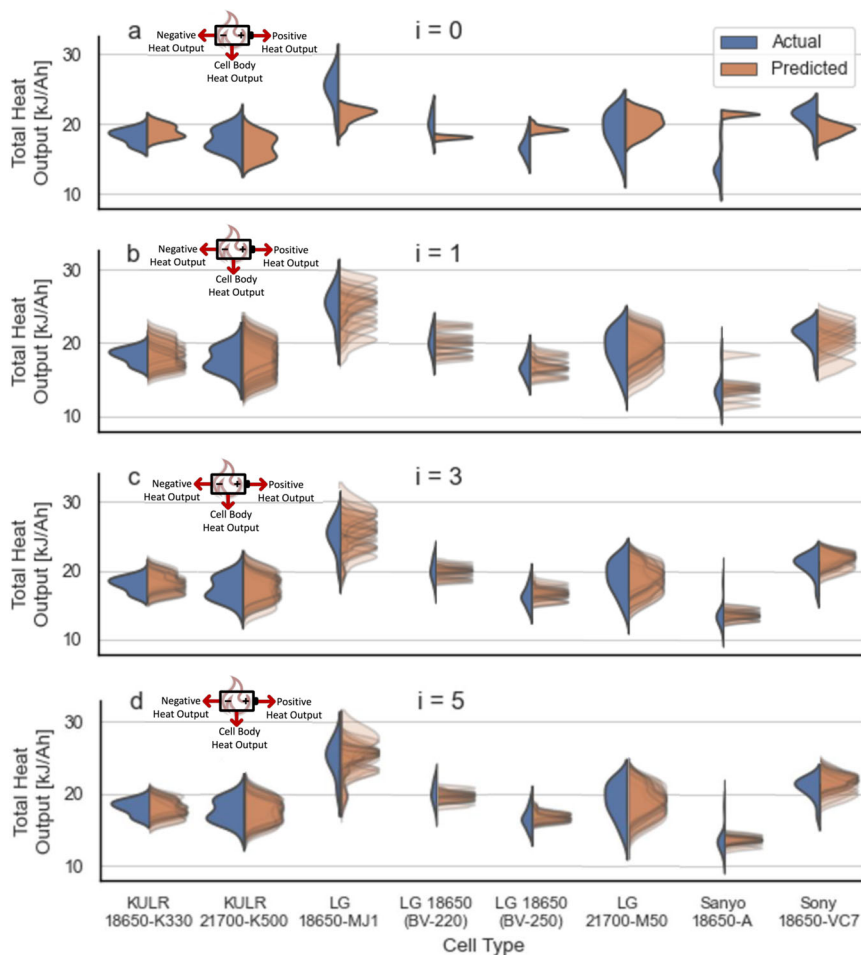 a
Negative
Heat Output
Positive
Heat Output
Cell Body
Heat Output
i = 0
Actual
Predicted
Total Heat
Output [kJ/Ah]
30
20
10
b
Negative
Heat Output
Positive
Heat Output
Cell Body
Heat Output
i = 1
Total Heat
Output [kJ/Ah]
30
20
10
c
Negative
Heat Output
Positive
Heat Output
Cell Body
Heat Output
i = 3
Total Heat
Output [kJ/Ah]
30
20
10
d
Negative
Heat Output
Positive
Heat Output
Cell Body
Heat Output
i = 5
Total Heat
Output [kJ/Ah]
30
20
10
KULR
18650-K330
KULR
21700-K500
LG
18650-MJ1
LG 18650
(BV-220)
LG 18650
(BV-250)
LG
21700-M50
Sanyo
18650-A
Sony
18650-VC7
Cell Type